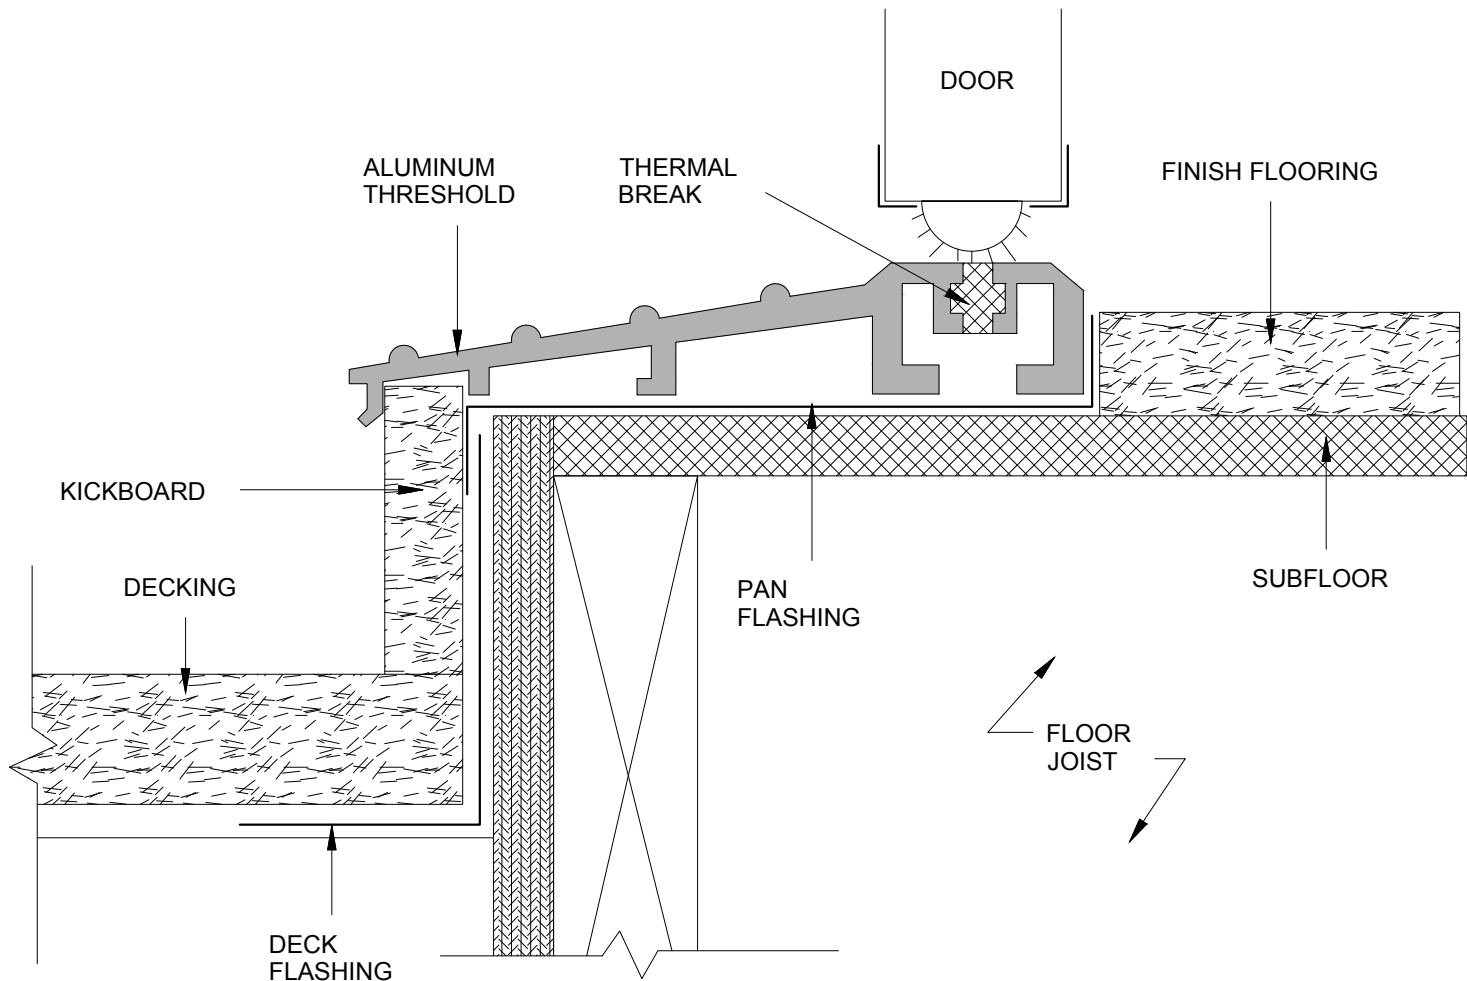 DOOR
ALUMINUM
THRESHOLD
THERMAL
BREAK
FINISH FLOORING
KICKBOARD
DECKING
PAN
FLASHING
SUBFLOOR
FLOOR
JOIST
DECK
FLASHING